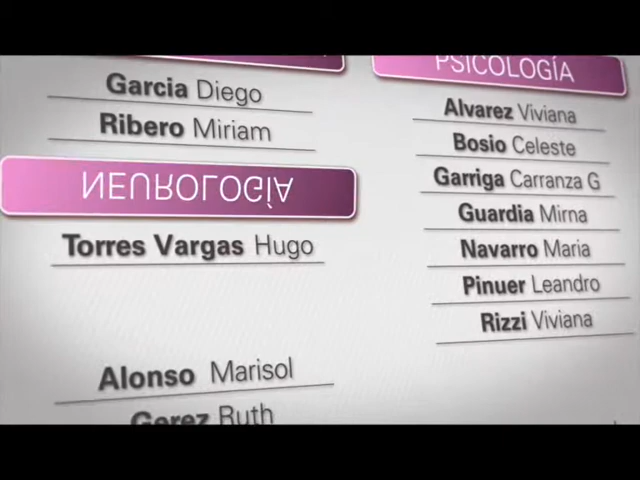 Garcia Diego
Ribero Miriam
NEUROLOGÍA
Torres Vargas Hugo
Alonso Marisol
Gerez Ruth
PSICOLOGÍA
Alvarez Viviana
Bosio Celeste
Garriga Carranza G
Guardia Mirna
Navarro Maria
Pinuer Leandro
Rizzi Viviana